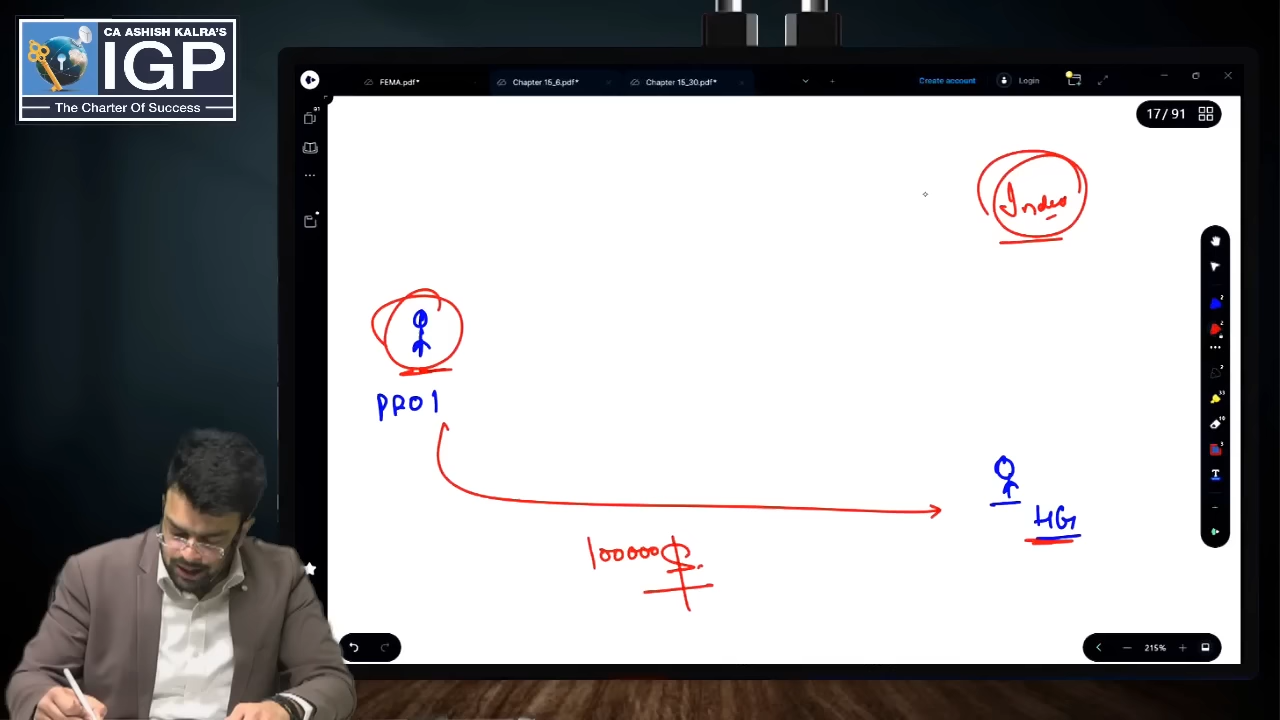 CA ASHISH KALRA'S
IGP
The Charter Of Success
FEMA.pdf*
Chapter 15_6.pdf*
Chapter 15_30.pdf*
Create account
Login
91
17/ 91
PROI
HG
100000 $
215%